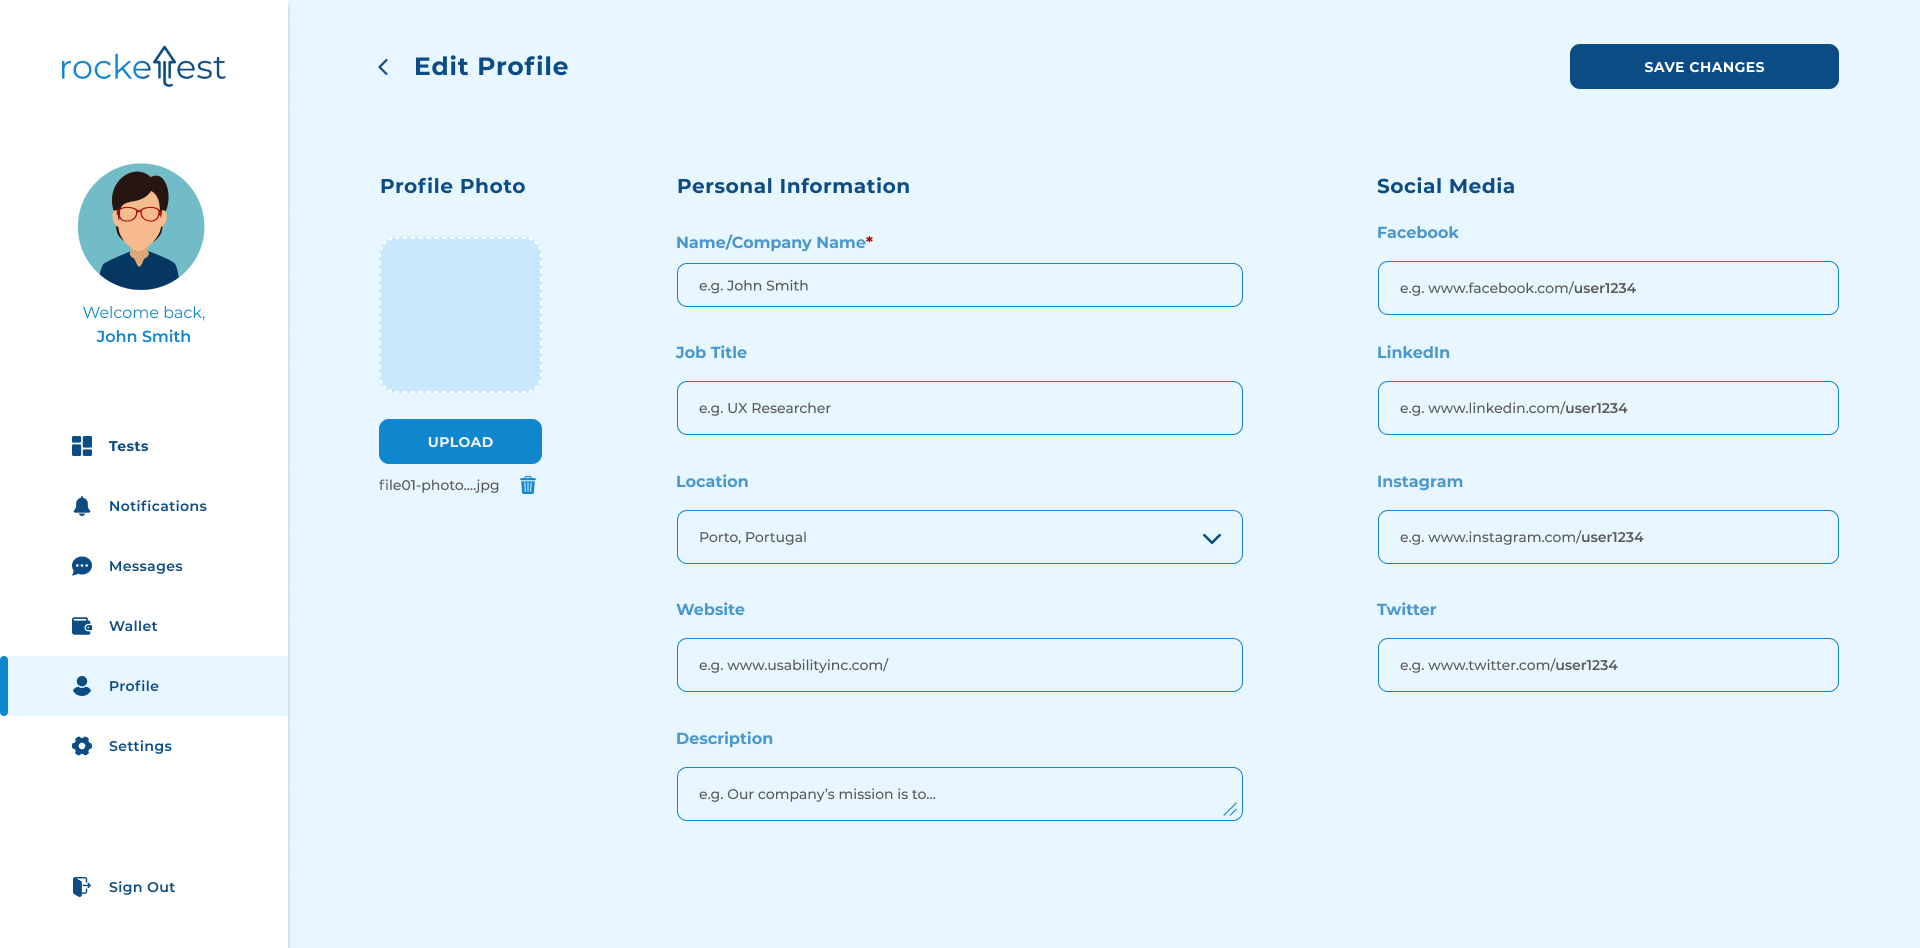 rockettest
Welcome back,
John Smith
Tests
Notifications
Messages
Wallet
Profile
Settings
Sign Out
Edit Profile
SAVE CHANGES
Profile Photo
UPLOAD
file01-photo....jpg
Personal Information
Name/Company Name*
e.g. John Smith
Job Title
e.g. UX Researcher
Location
Porto, Portugal
Website
e.g. www.usabilityinc.com/
Description
e.g. Our company’s mission is to...
Social Media
Facebook
e.g. www.facebook.com/user1234
LinkedIn
e.g. www.linkedin.com/user1234
Instagram
e.g. www.instagram.com/user1234
Twitter
e.g. www.twitter.com/user1234